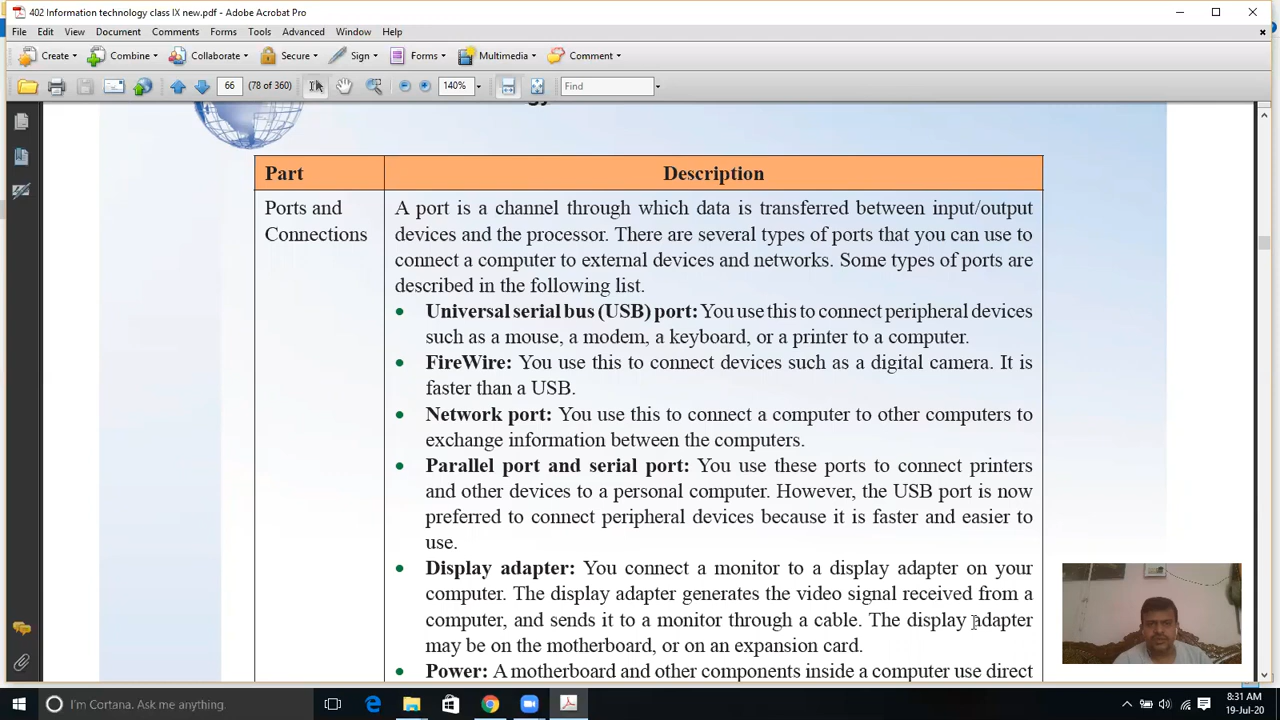 402 Information technology class IX new.pdf - Adobe Acrobat Pro
File Edit View Document Comments Forms Tools Advanced Window Help
Create Combine Collaborate Secure Sign Forms Multimedia Comment
66 (78 of 360) 140% Find
Part Description
Ports and
Connections
A port is a channel through which data is transferred between input/output
devices and the processor. There are several types of ports that you can use to
connect a computer to external devices and networks. Some types of ports are
described in the following list.
• Universal serial bus (USB) port: You use this to connect peripheral devices
such as a mouse, a modem, a keyboard, or a printer to a computer.
• FireWire: You use this to connect devices such as a digital camera. It is
faster than a USB.
• Network port: You use this to connect a computer to other computers to
exchange information between the computers.
• Parallel port and serial port: You use these ports to connect printers
and other devices to a personal computer. However, the USB port is now
preferred to connect peripheral devices because it is faster and easier to
use.
• Display adapter: You connect a monitor to a display adapter on your
computer. The display adapter generates the video signal received from a
computer, and sends it to a monitor through a cable. The display adapter
may be on the motherboard, or on an expansion card.
• Power: A motherboard and other components inside a computer use direct
I'm Cortana. Ask me anything.
8:31 AM
19-Jul-20